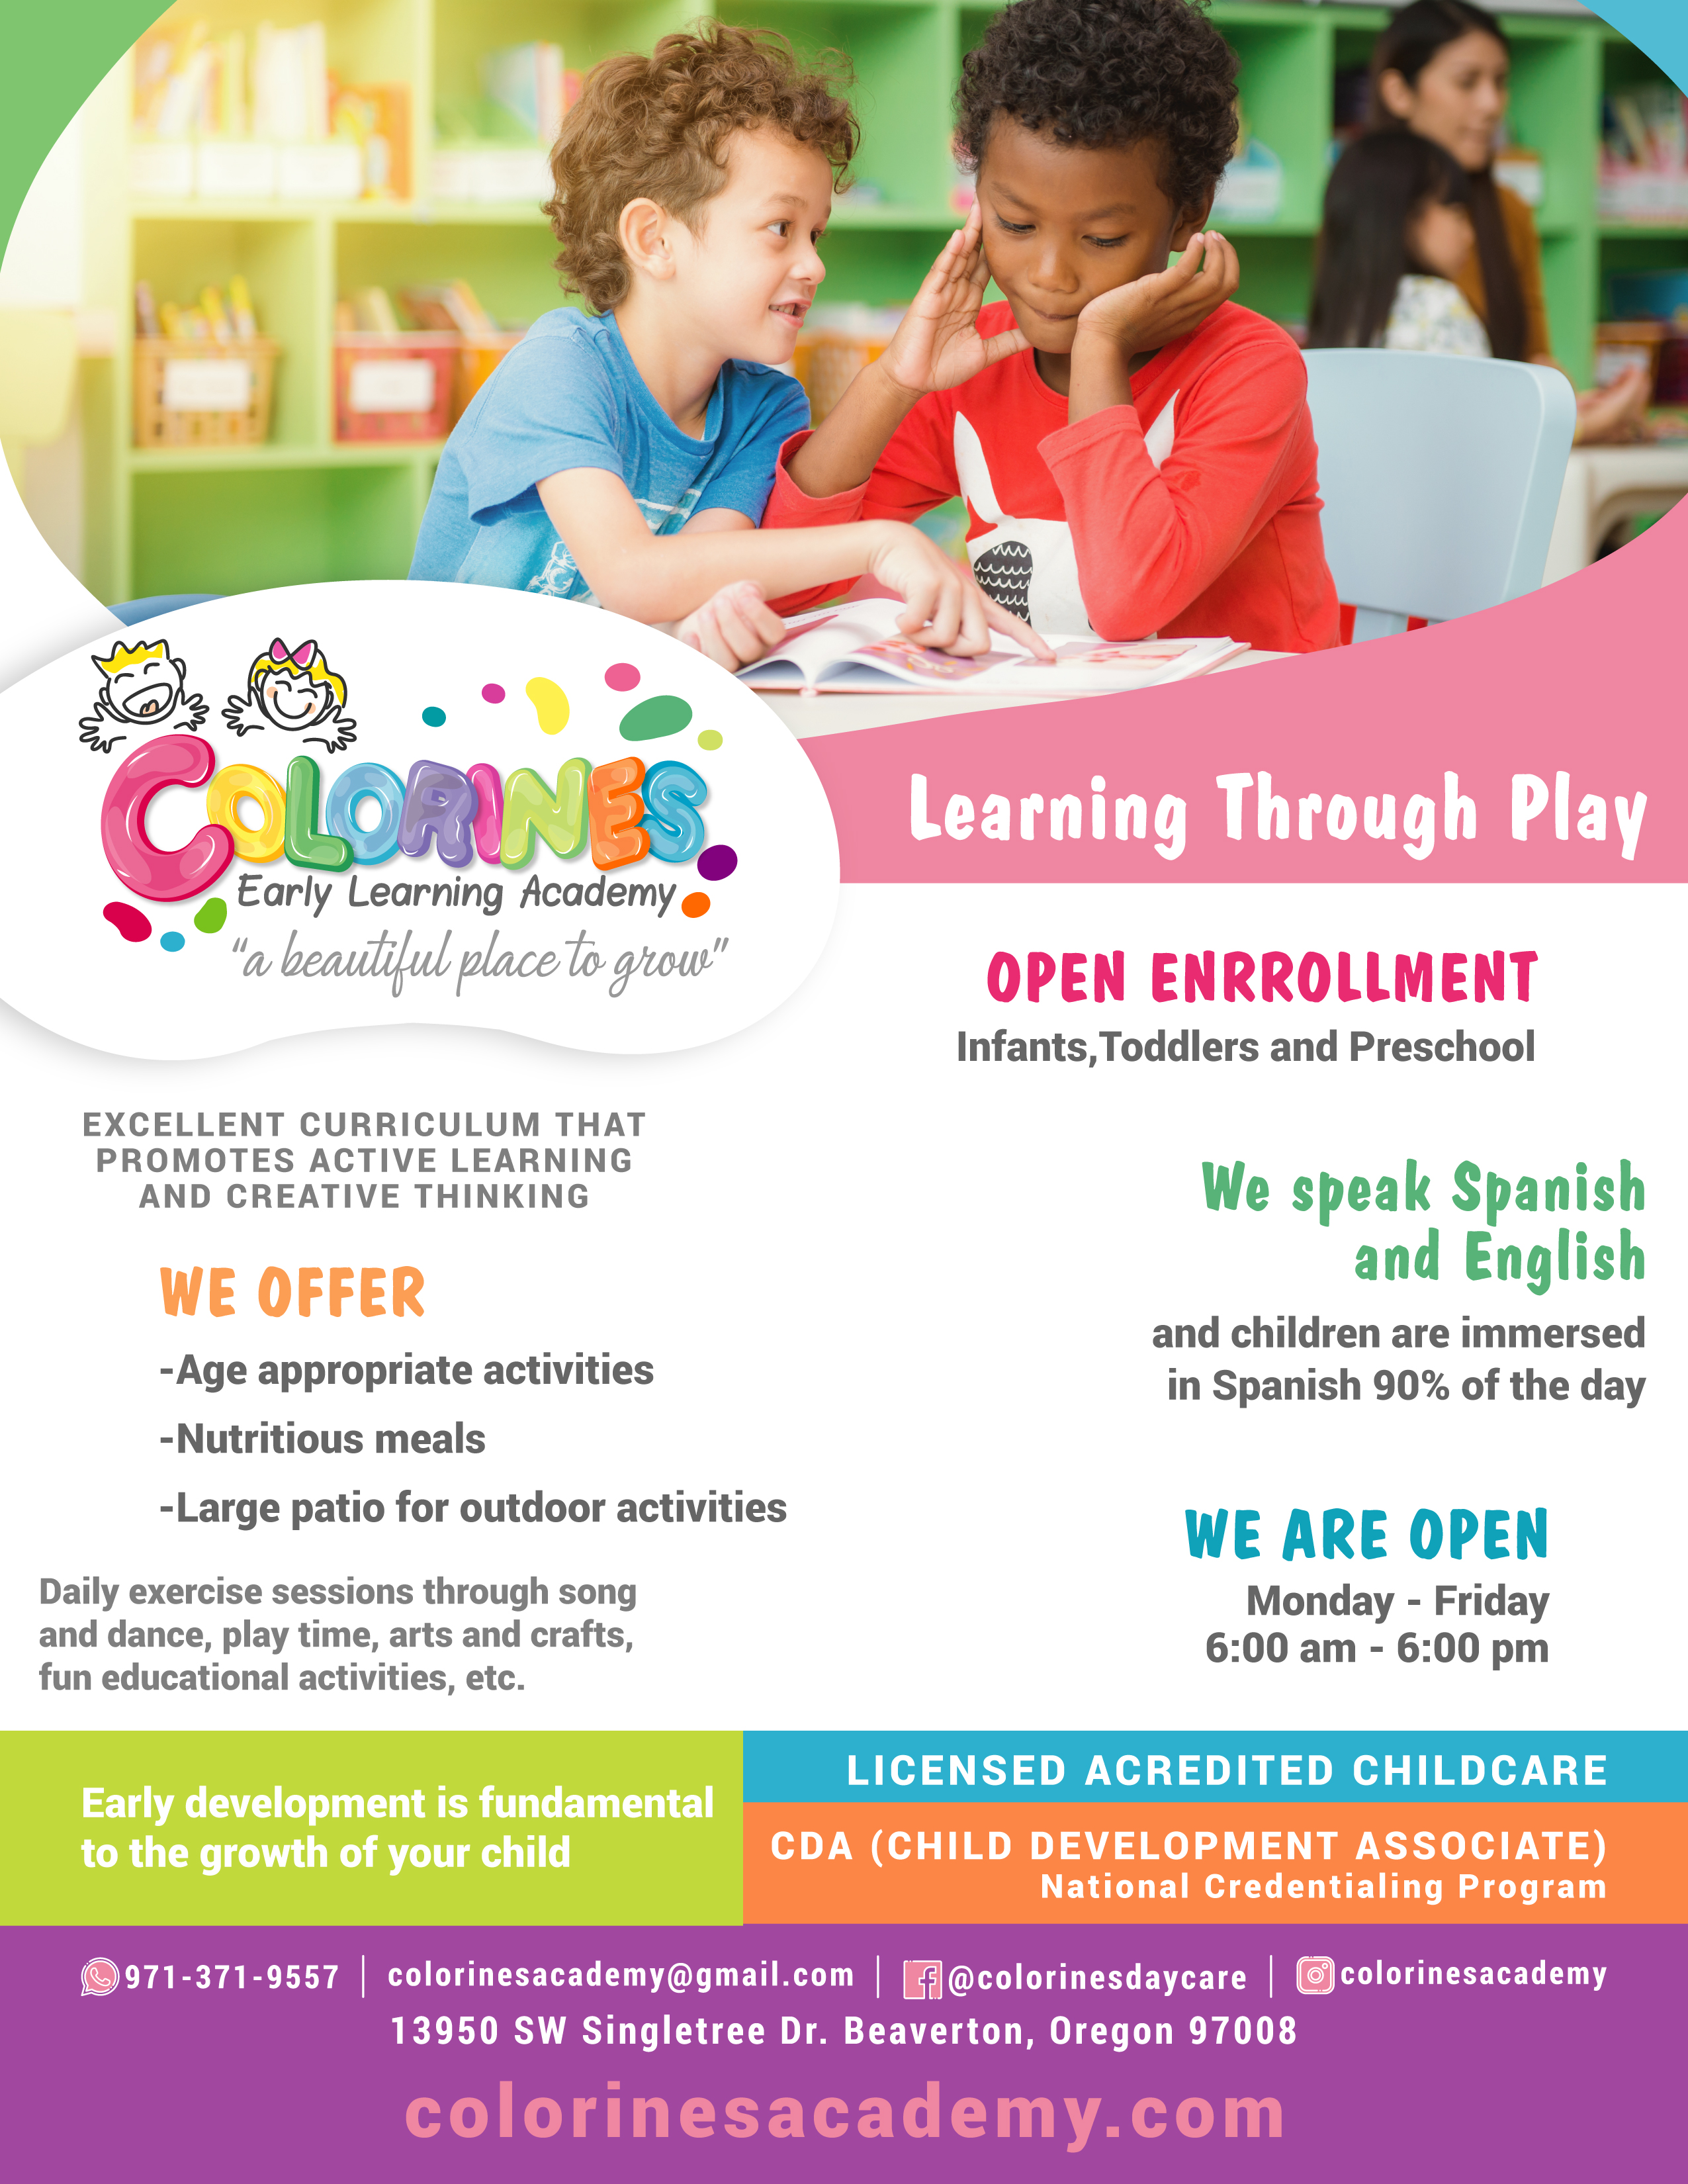 COLORINES
Early Learning Academy
"a beautiful place to grow"
Learning Through Play
OPEN ENRROLLMENT
Infants,Toddlers and Preschool
EXCELLENT CURRICULUM THAT
PROMOTES ACTIVE LEARNING
AND CREATIVE THINKING
WE OFFER
-Age appropriate activities
-Nutritious meals
-Large patio for outdoor activities
Daily exercise sessions through song
and dance, play time, arts and crafts,
fun educational activities, etc.
We speak Spanish
and English
and children are immersed
in Spanish 90% of the day
WE ARE OPEN
Monday - Friday
6:00 am - 6:00 pm
Early development is fundamental
to the growth of your child
LICENSED ACREDITED CHILDCARE
CDA (CHILD DEVELOPMENT ASSOCIATE)
National Credentialing Program
971-371-9557 | colorinesacademy@gmail.com | @colorinesdaycare | colorinesacademy
13950 SW Singletree Dr. Beaverton, Oregon 97008
colorinesacademy.com